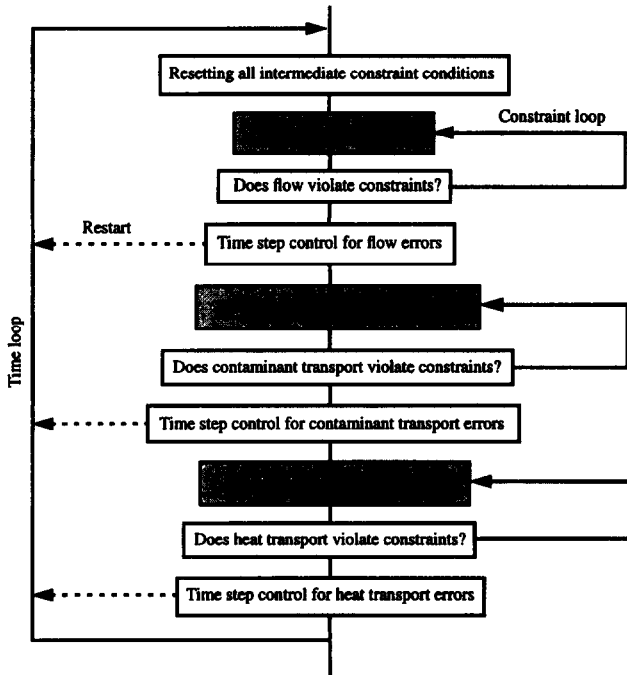 Resetting all intermediate constraint conditions
Constraint loop
Does flow violate constraints?
Restart
Time step control for flow errors
Time loop
Does contaminant transport violate constraints?
Time step control for contaminant transport errors
Does heat transport violate constraints?
Time step control for heat transport errors